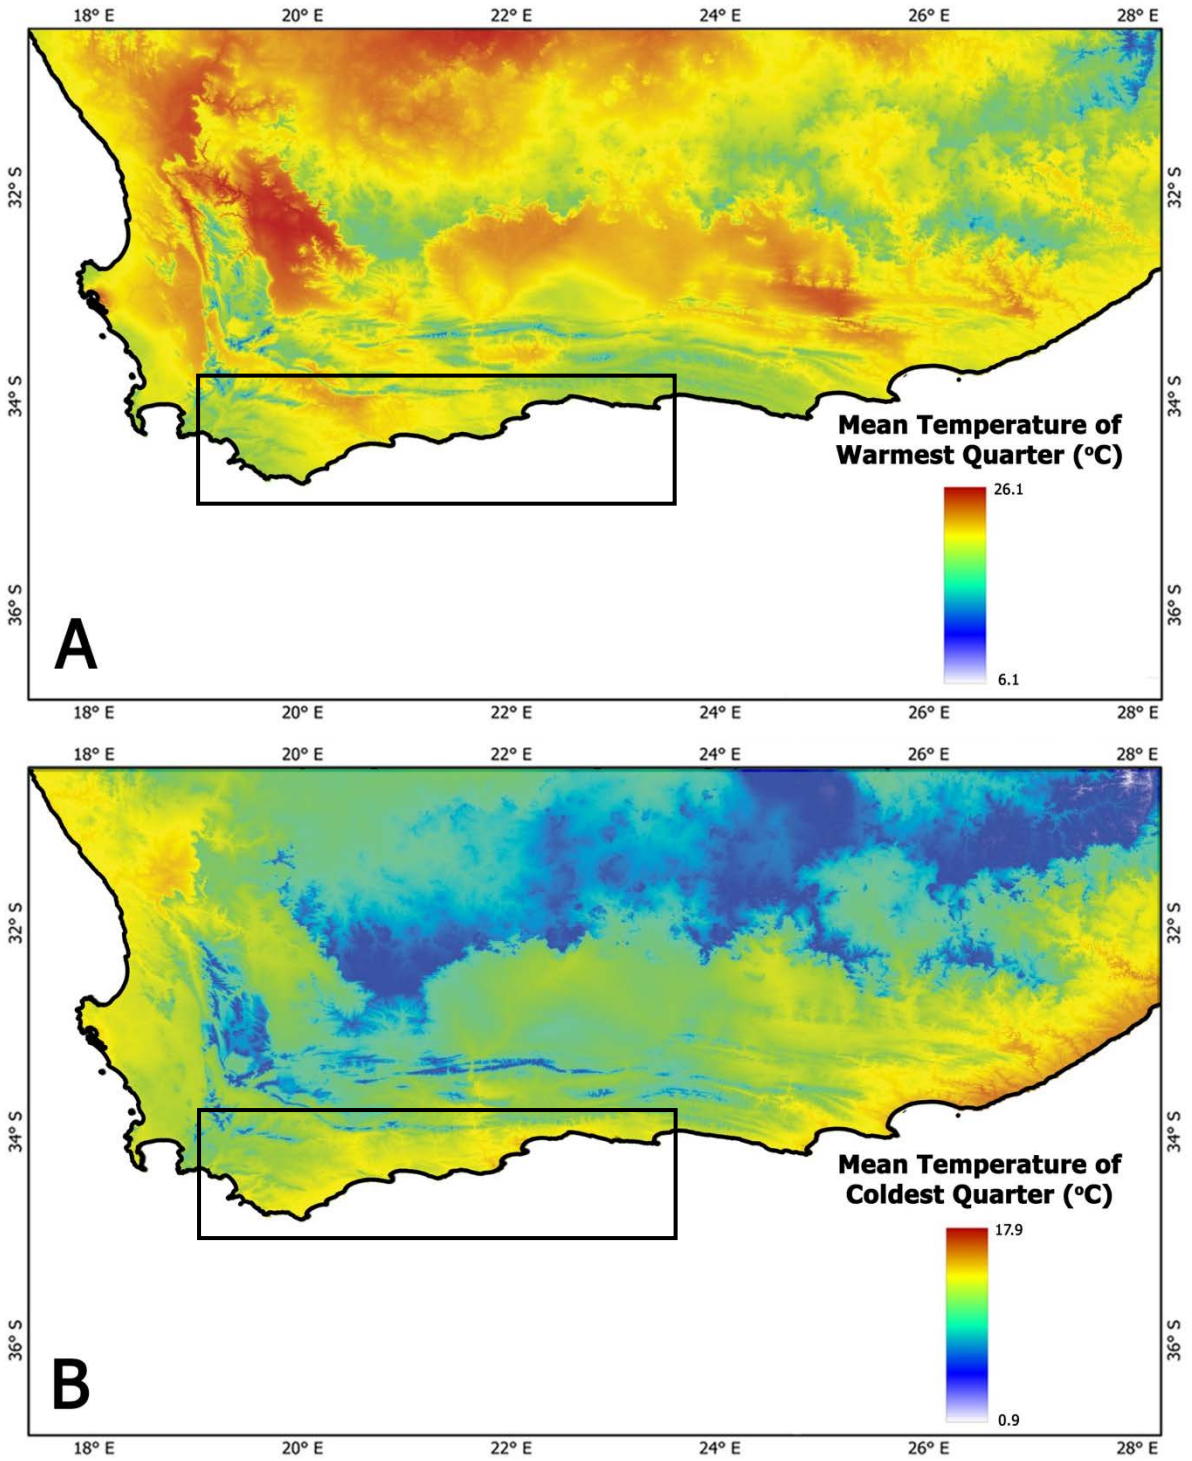 18° E 20° E 22° E 24° E 26° E 28° E
32° S 32° S
34° S 34° S
Mean Temperature of
Warmest Quarter (°C)
26.1
36° S 36° S
A
6.1
18° E 20° E 22° E 24° E 26° E 28° E
18° E 20° E 22° E 24° E 26° E 28° E
32° S 32° S
34° S 34° S
Mean Temperature of
Coldest Quarter (°C)
17.9
36° S 36° S
B
0.9
18° E 20° E 22° E 24° E 26° E 28° E